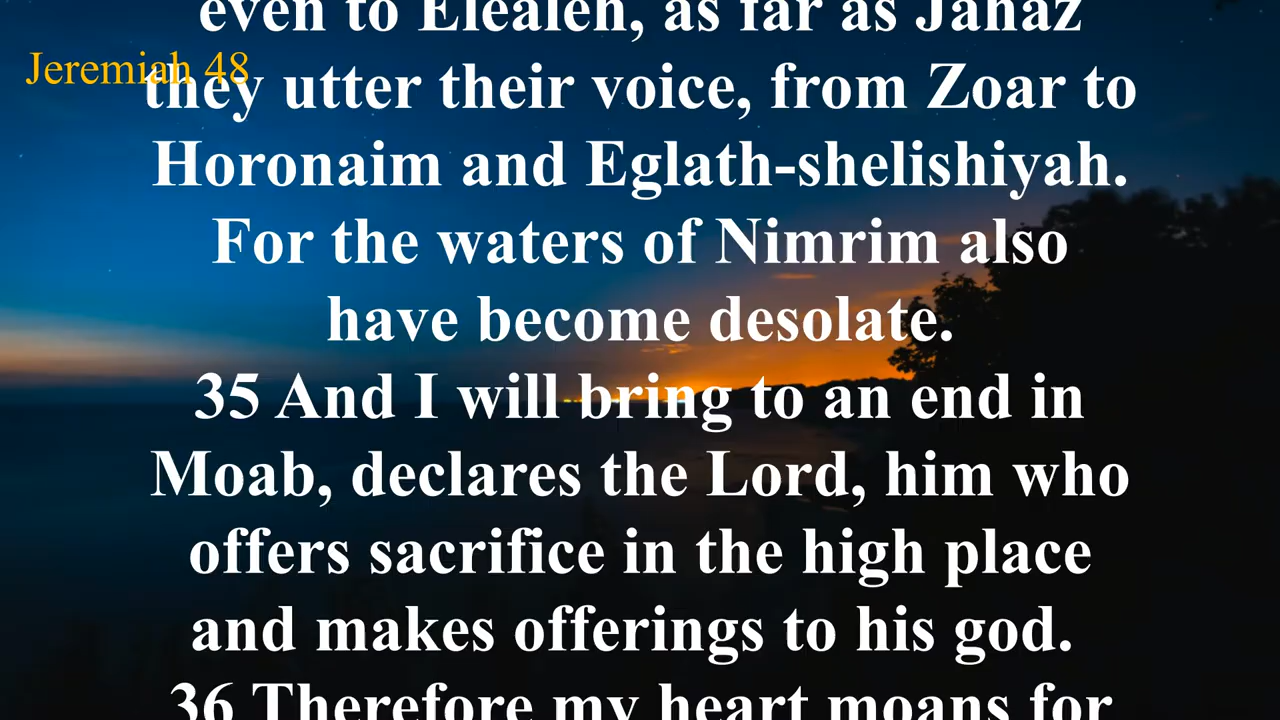 even to Elealeh, as far as Jahaz
Jeremiah 48
they utter their voice, from Zoar to
Horonaim and Eglath-shelishiyah.
For the waters of Nimrim also
have become desolate.
35 And I will bring to an end in
Moab, declares the Lord, him who
offers sacrifice in the high place
and makes offerings to his god.
36 Therefore my heart moans for